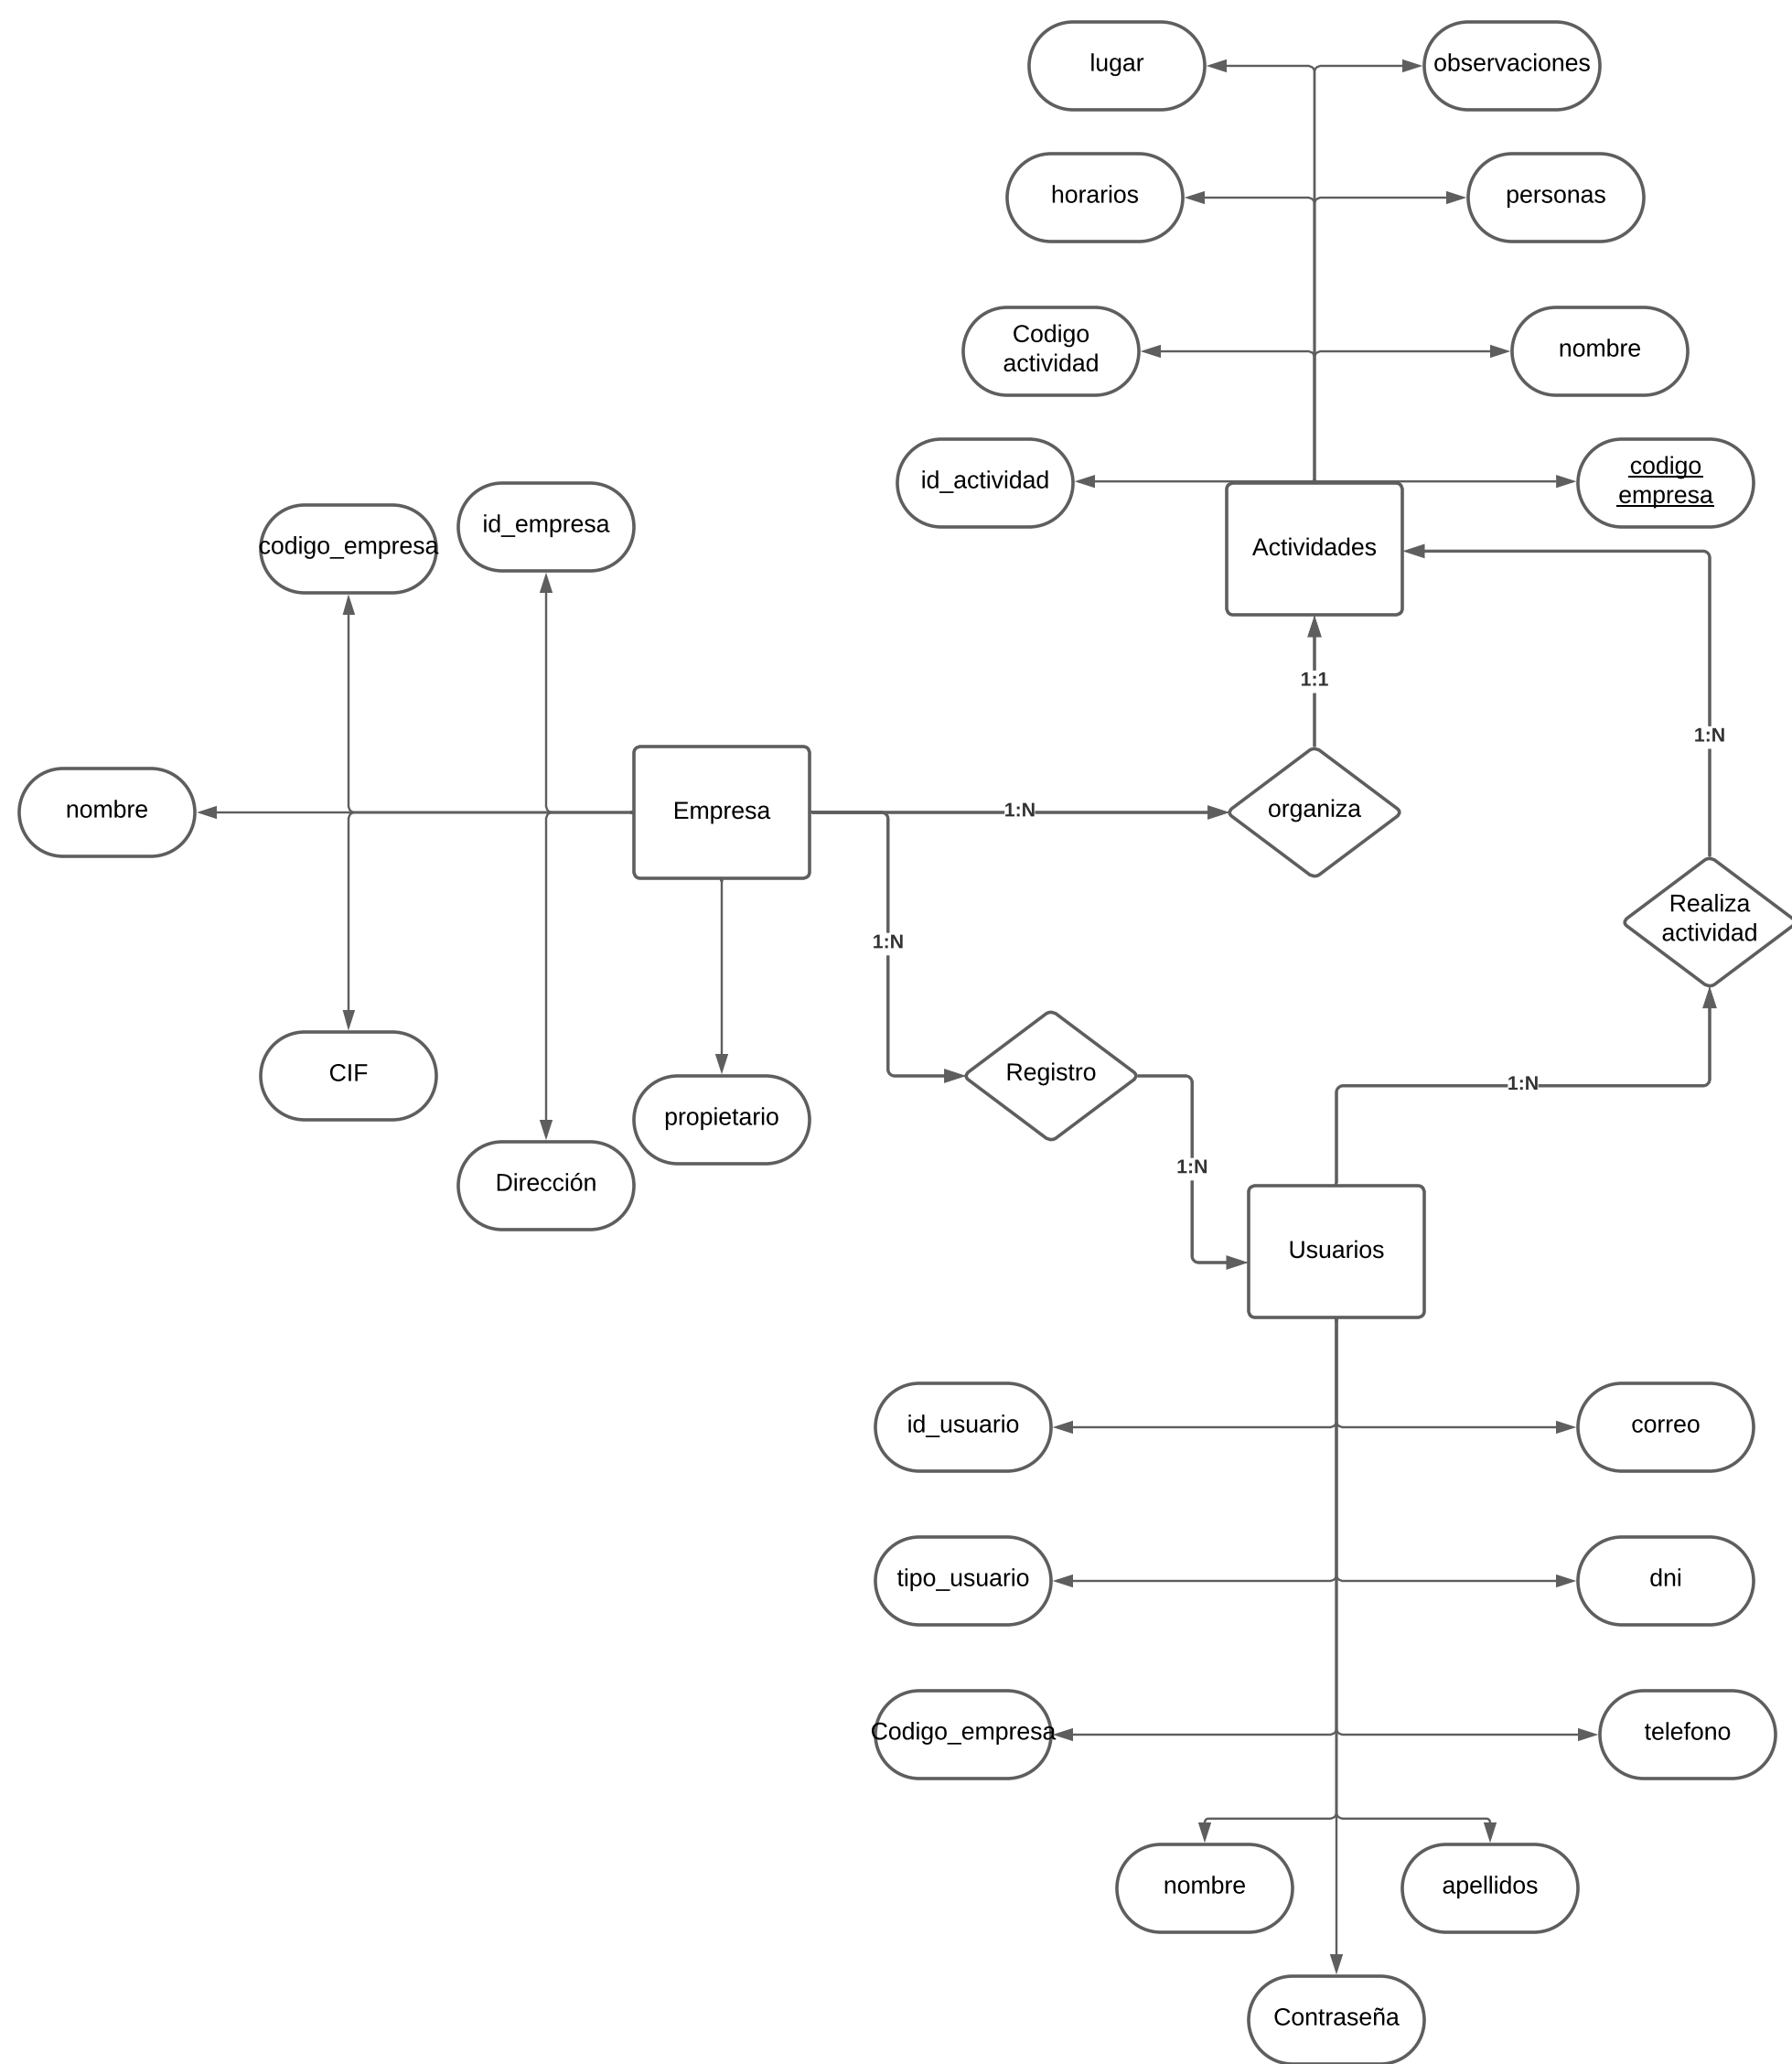 lugar
observaciones
horarios
personas
Codigo
actividad
nombre
id_actividad
codigo
empresa
id_empresa
codigo_empresa
Actividades
1:1
1:N
nombre
Empresa
1:N
organiza
Realiza
actividad
1:N
CIF
Registro
1:N
propietario
Dirección
1:N
Usuarios
id_usuario
correo
tipo_usuario
dni
Codigo_empresa
telefono
nombre
apellidos
Contraseña